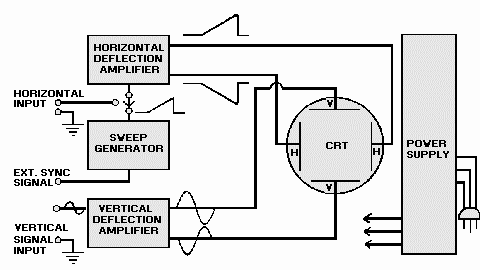 HORIZONTAL
DEFLECTION
AMPLIFIER
HORIZONTAL
INPUT
SWEEP
GENERATOR
EXT. SYNC
SIGNAL
VERTICAL
DEFLECTION
AMPLIFIER
VERTICAL
SIGNAL
INPUT
V
H
CRT
H
V
POWER
SUPPLY